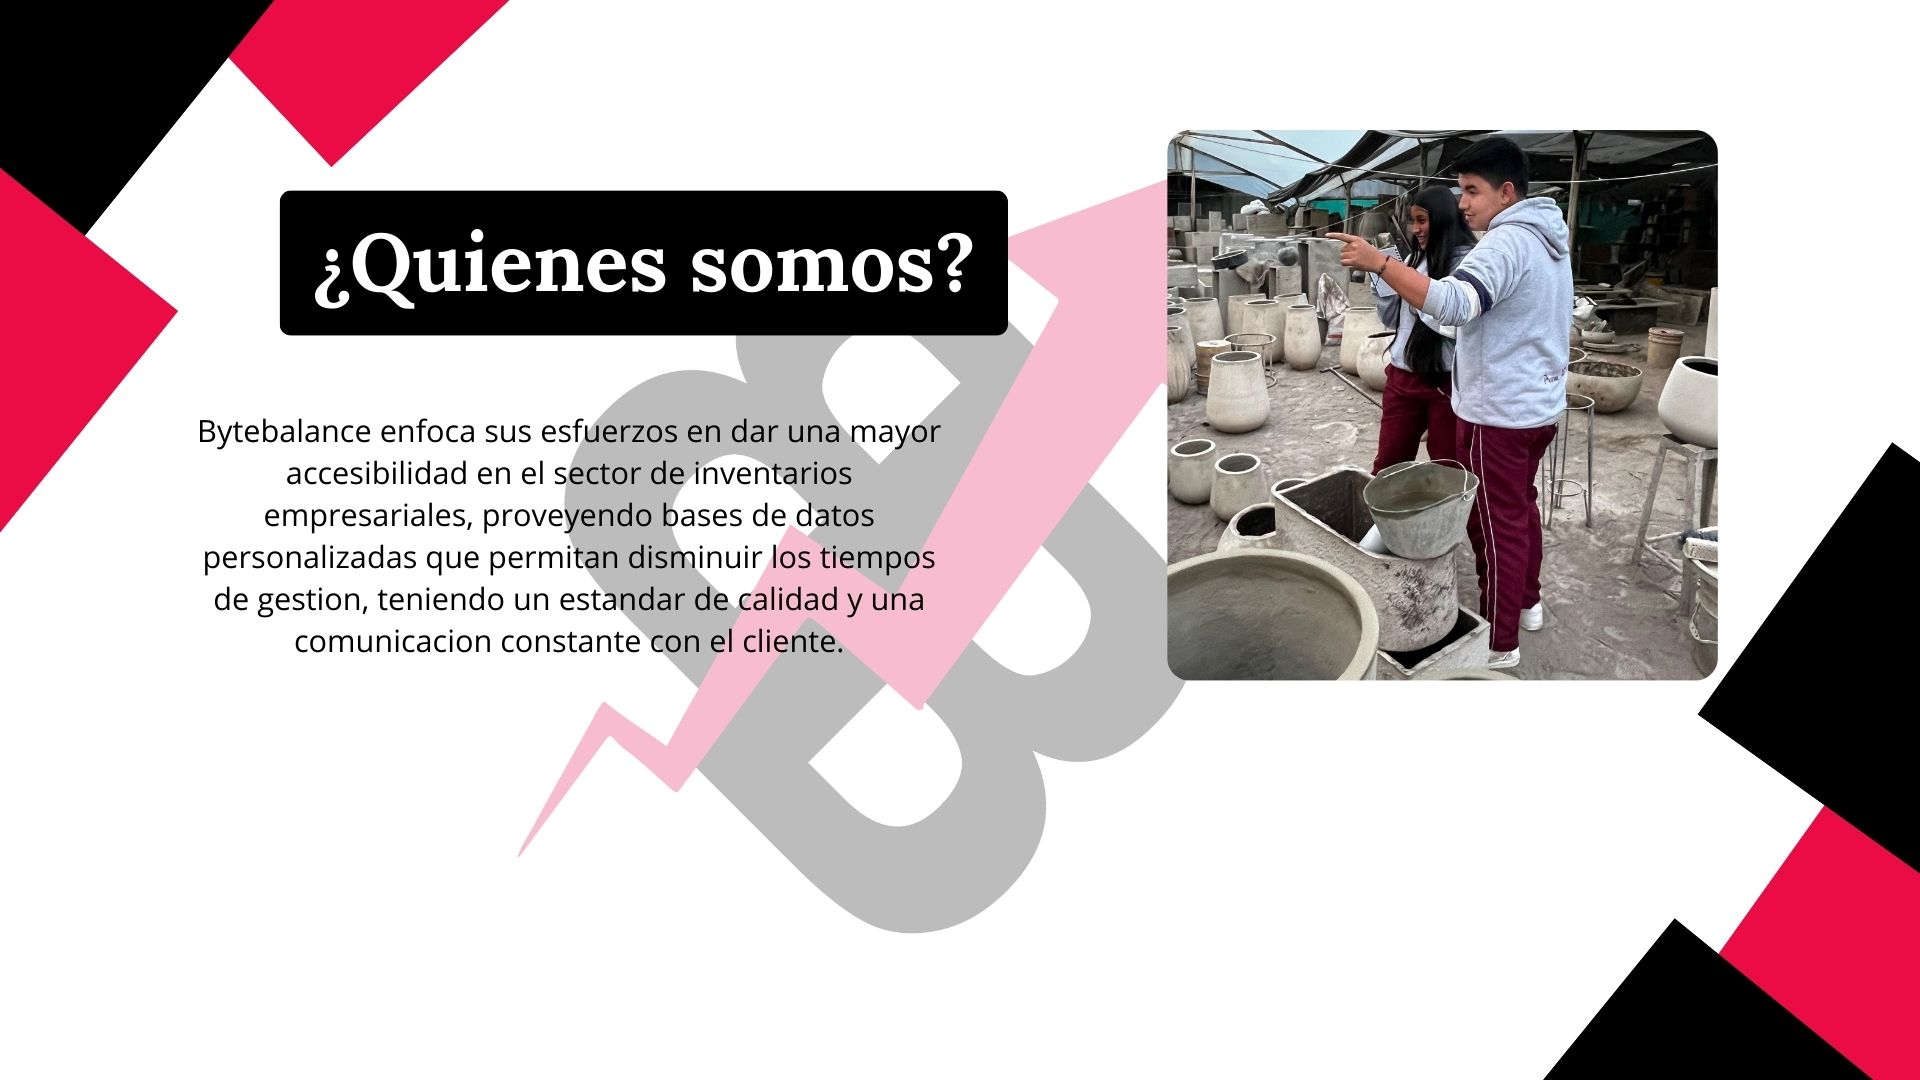 ¿Quienes somos?
Bytebalance enfoca sus esfuerzos en dar una mayor
accesibilidad en el sector de inventarios
empresariales, proveyendo bases de datos
personalizadas que permitan disminuir los tiempos
de gestion, teniendo un estandar de calidad y una
comunicacion constante con el cliente.